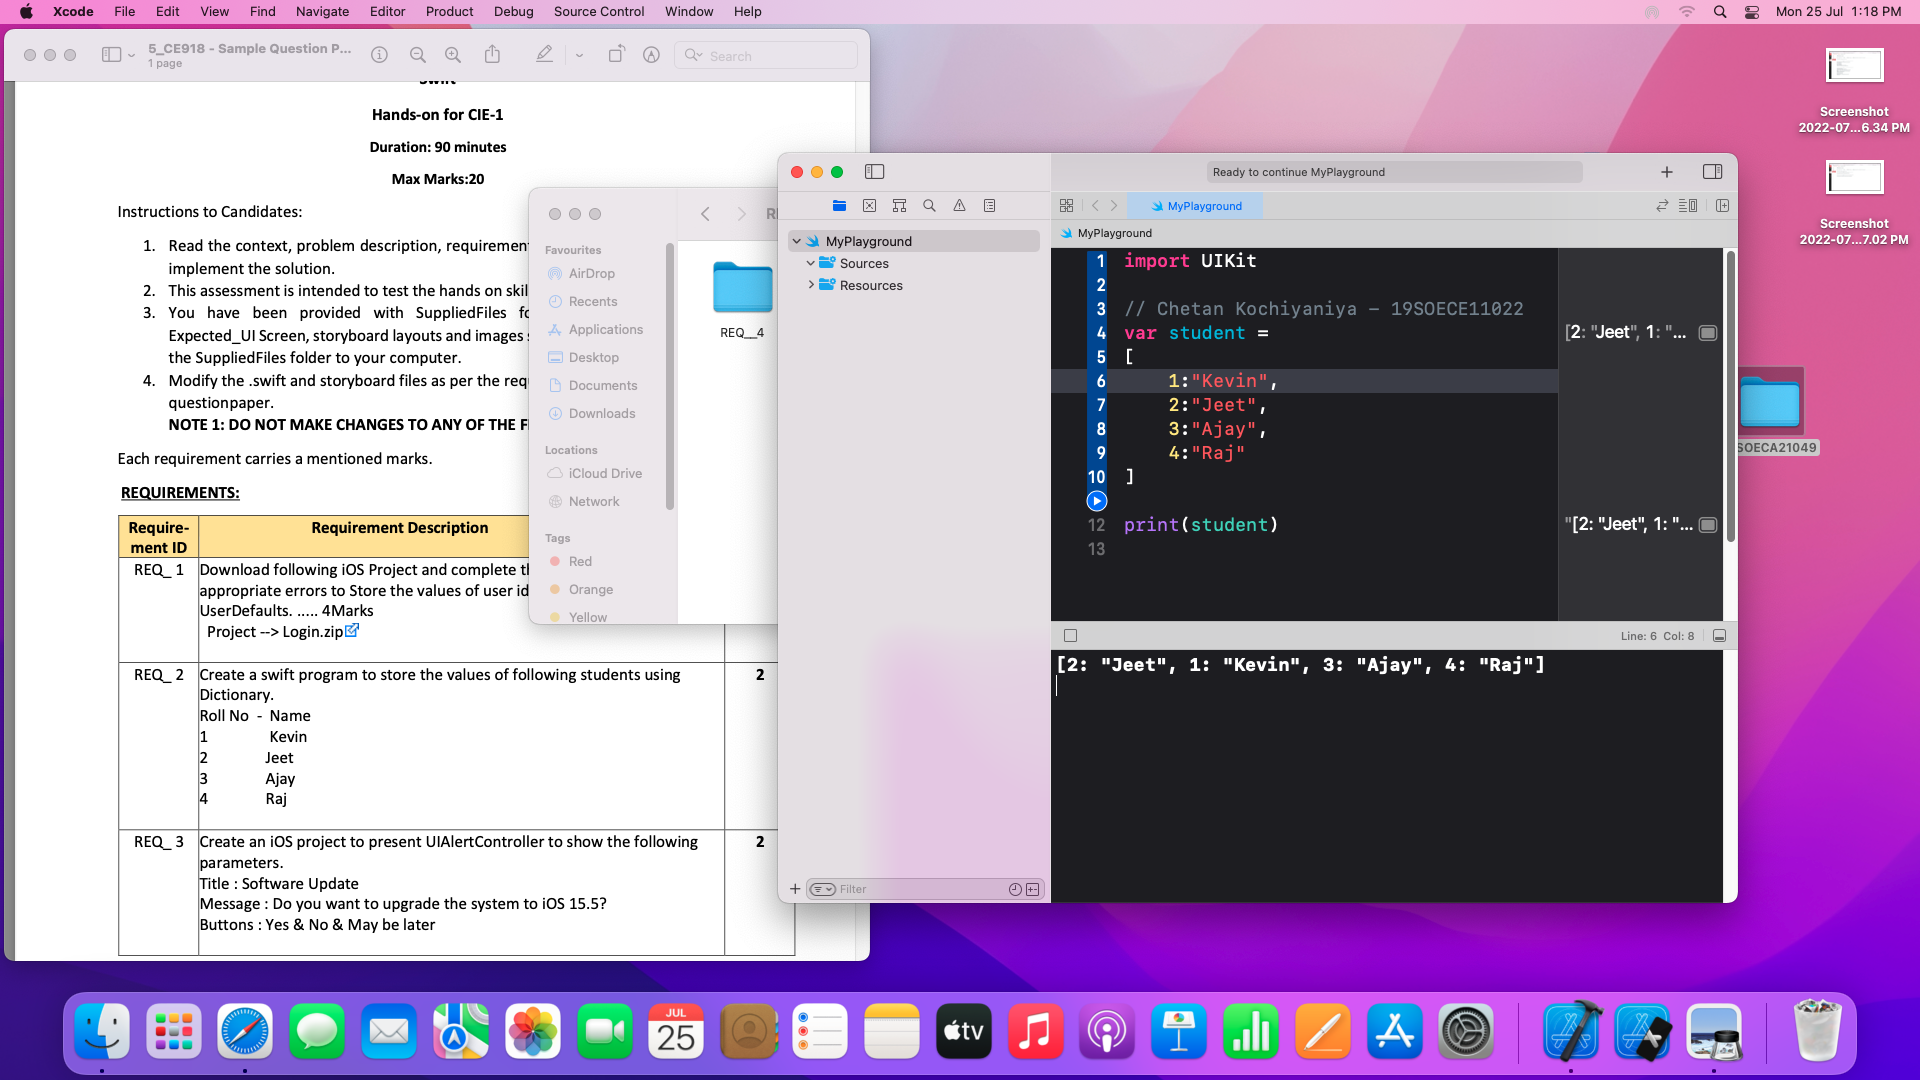 Xcode File Edit View Find Navigate Editor Product Debug Source Control Window Help
Mon 25 Jul 1:18 PM
5_CE918 - Sample Question P...
1 page
Search
Swift
Hands-on for CIE-1
Duration: 90 minutes
Max Marks:20
Instructions to Candidates:
1. Read the context, problem description, requiremen
implement the solution.
2. This assessment is intended to test the hands on skil
3. You have been provided with SuppliedFiles fo
Expected_UI Screen, storyboard layouts and images
the SuppliedFiles folder to your computer.
4. Modify the .swift and storyboard files as per the req
questionpaper.
NOTE 1: DO NOT MAKE CHANGES TO ANY OF THE F
Each requirement carries a mentioned marks.
REQUIREMENTS:
Require-
ment ID
Requirement Description
REQ_ 1
Download following iOS Project and complete th
appropriate errors to Store the values of user id
UserDefaults. ..... 4Marks
Project --> Login.zip
REQ_ 2
Create a swift program to store the values of following students using
Dictionary.
Roll No - Name
1 Kevin
2 Jeet
3 Ajay
4 Raj
2
REQ_ 3
Create an iOS project to present UIAlertController to show the following
parameters.
Title : Software Update
Message : Do you want to upgrade the system to iOS 15.5?
Buttons : Yes & No & May be later
2
Favourites
AirDrop
Recents
Applications
Desktop
Documents
Downloads
Locations
iCloud Drive
Network
Tags
Red
Orange
Yellow
RE
REQ__4
Ready to continue MyPlayground
MyPlayground
MyPlayground
MyPlayground
Sources
Resources
Filter
1 import UIKit
2
3 // Chetan Kochiyaniya – 19SOECE11022
4 var student =
5 [
6 1:"Kevin",
7 2:"Jeet",
8 3:"Ajay",
9 4:"Raj"
10 ]
12 print(student)
13
[2: "Jeet", 1: "...
"[2: "Jeet", 1: "...
Line: 6 Col: 8
[2: "Jeet", 1: "Kevin", 3: "Ajay", 4: "Raj"]
Screenshot
2022-07...6.34 PM
Screenshot
2022-07...7.02 PM
SOECA21049
JUL
25
tv